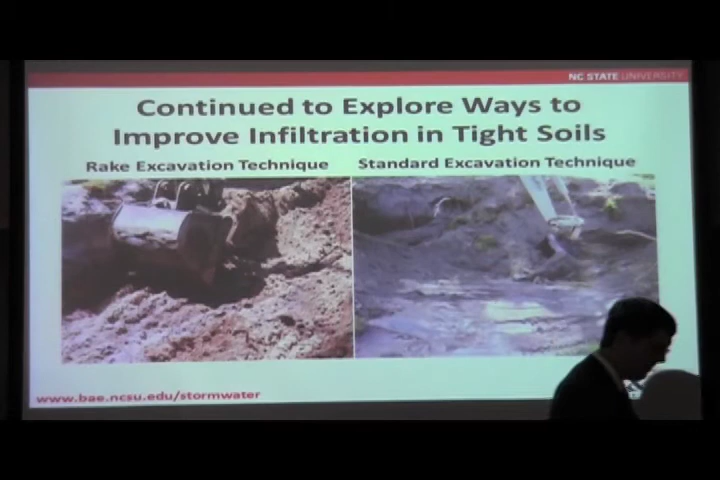 NC STATE UNIVERSITY
Continued to Explore Ways to
Improve Infiltration in Tight Soils
Rake Excavation Technique
Standard Excavation Technique
www.bae.ncsu.edu/stormwater